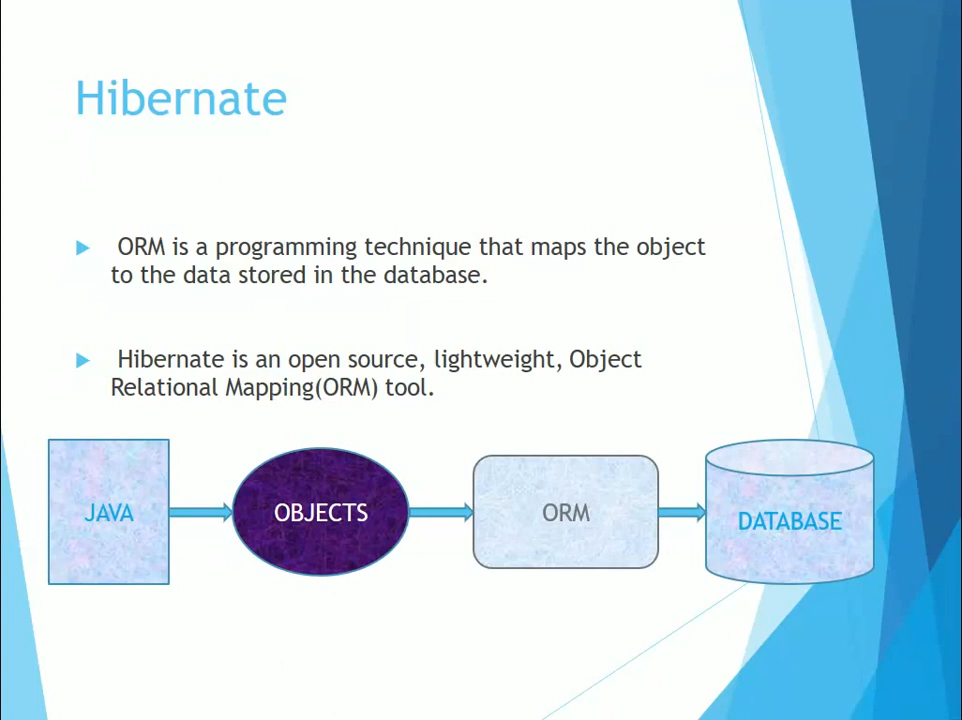 Hibernate
ORM is a programming technique that maps the object
to the data stored in the database.
Hibernate is an open source, lightweight, Object
Relational Mapping(ORM) tool.
JAVA
OBJECTS
ORM
DATABASE